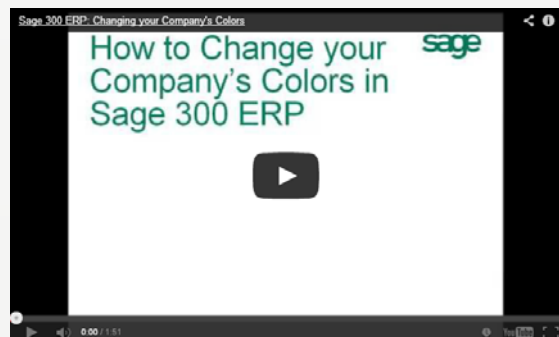 Sage 300 ERP: Changing your Company's Colors
How to Change your
Company's Colors in
Sage 300 ERP
sage
0:00 / 1:51
YouTube